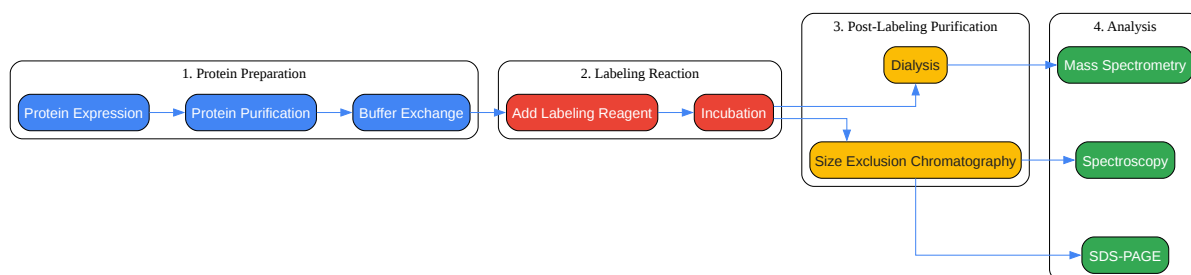 1. Protein Preparation
Protein Expression
Protein Purification
Buffer Exchange
2. Labeling Reaction
Add Labeling Reagent
Incubation
3. Post-Labeling Purification
Dialysis
Size Exclusion Chromatography
4. Analysis
Mass Spectrometry
Spectroscopy
SDS-PAGE